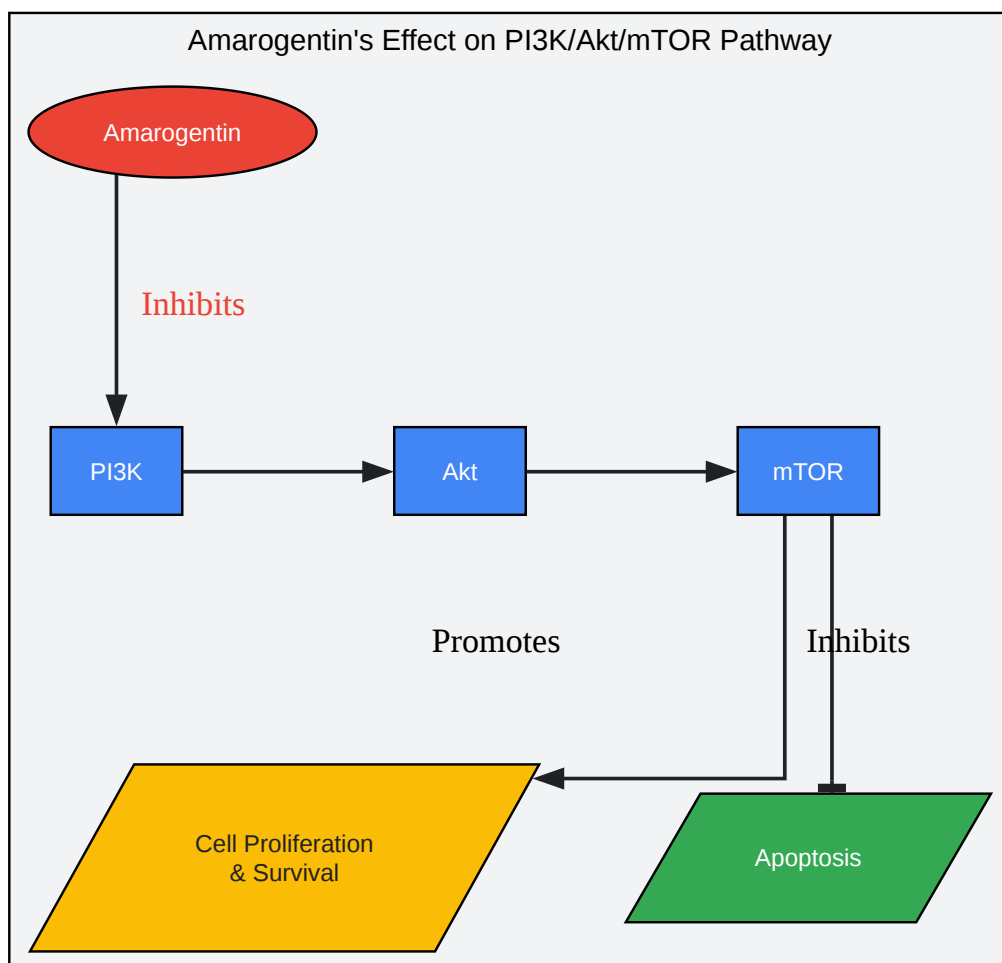 Amarogentin's Effect on PI3K/Akt/mTOR Pathway
Amarogentin
Inhibits
PI3K
Akt
mTOR
Promotes
Inhibits
Cell Proliferation
& Survival
Apoptosis